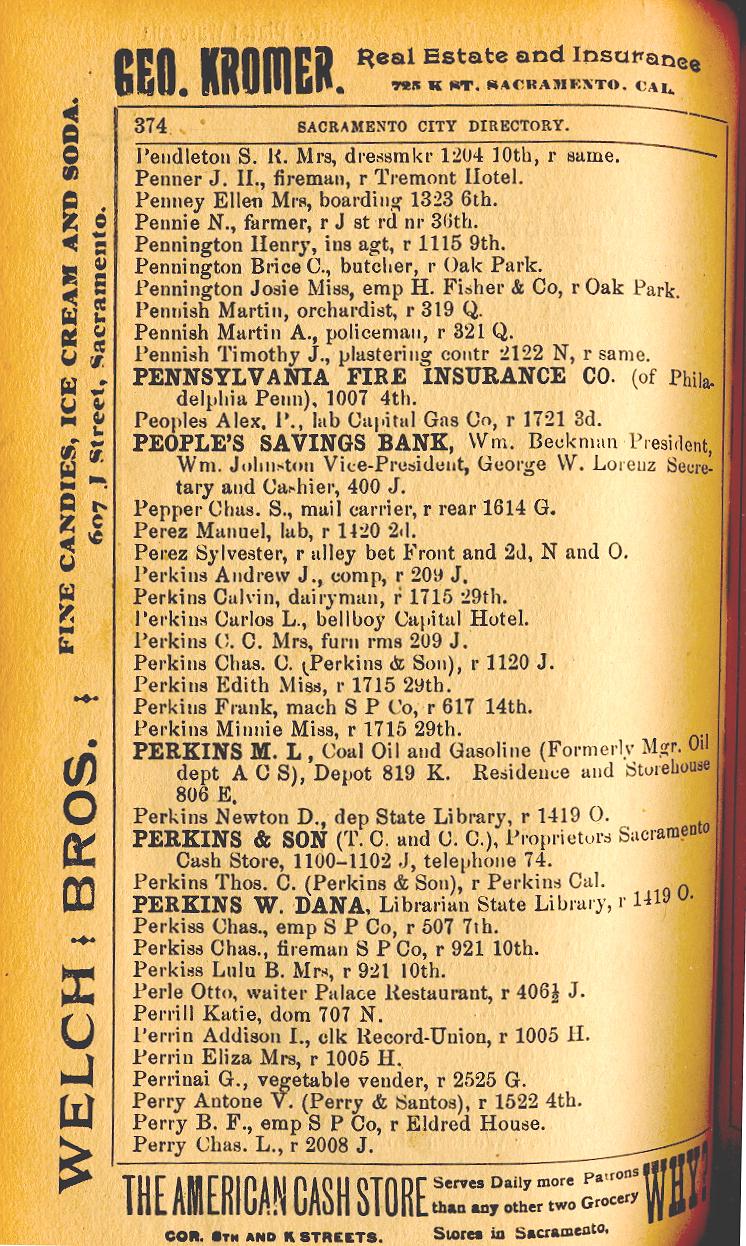 GEO. KROMER. Real Estate and Insurance
725 K ST. SACRAMENTO. CAL.
374 SACRAMENTO CITY DIRECTORY.
Pendleton S. R. Mrs, dressmkr 1204 10th, r same.
Penner J. H., fireman, r Tremont Hotel.
Penney Ellen Mrs, boarding 1323 6th.
Pennie N., farmer, r J st rd nr 36th.
Pennington Henry, ins agt, r 1115 9th.
Pennington Brice C., butcher, r Oak Park.
Pennington Josie Miss, emp H. Fisher & Co, r Oak Park.
Pennish Martin, orchardist, r 319 Q.
Pennish Martin A., policeman, r 321 Q.
Pennish Timothy J., plastering contr 2122 N, r same.
PENNSYLVANIA FIRE INSURANCE CO. (of Phila-
delphia Penn), 1007 4th.
Peoples Alex. P., lab Capital Gas Co, r 1721 3d.
PEOPLE'S SAVINGS BANK, Wm. Beckman President,
Wm. Johnston Vice-President, George W. Lorenz Secre-
tary and Cashier, 400 J.
Pepper Chas. S., mail carrier, r rear 1614 G.
Perez Manuel, lab, r 1420 2d.
Perez Sylvester, r alley bet Front and 2d, N and O.
Perkins Andrew J., comp, r 209 J.
Perkins Calvin, dairyman, r 1715 29th.
Perkins Carlos L., bellboy Capital Hotel.
Perkins C. C. Mrs, furn rms 209 J.
Perkins Chas. C. (Perkins & Son), r 1120 J.
Perkins Edith Miss, r 1715 29th.
Perkins Frank, mach S P Co, r 617 14th.
Perkins Minnie Miss, r 1715 29th.
PERKINS M. L, Coal Oil and Gasoline (Formerly Mgr. Oil
dept A C S), Depot 819 K. Residence and Storehouse
806 E.
Perkins Newton D., dep State Library, r 1419 O.
PERKINS & SON (T. C. and C. C.), Proprietors Sacramento
Cash Store, 1100-1102 J, telephone 74.
Perkins Thos. C. (Perkins & Son), r Perkins Cal.
PERKINS W. DANA, Librarian State Library, r 1419 O.
Perkiss Chas., emp S P Co, r 507 7th.
Perkiss Chas., fireman S P Co, r 921 10th.
Perkiss Lulu B. Mrs, r 921 10th.
Perle Otto, waiter Palace Restaurant, r 406½ J.
Perrill Katie, dom 707 N.
Perrin Addison I., clk Record-Union, r 1005 H.
Perrin Eliza Mrs, r 1005 H.
Perrinai G., vegetable vender, r 2525 G.
Perry Antone V. (Perry & Santos), r 1522 4th.
Perry B. F., emp S P Co, r Eldred House.
Perry Chas. L., r 2008 J.
WELCH : BROS. : FINE CANDIES, ICE CREAM AND SODA.
607 J Street, Sacramento.
THE AMERICAN CASH STORE
COR. 8TH AND K STREETS.
Serves Daily more Patrons
than any other two Grocery
Stores in Sacramento,
WHY?